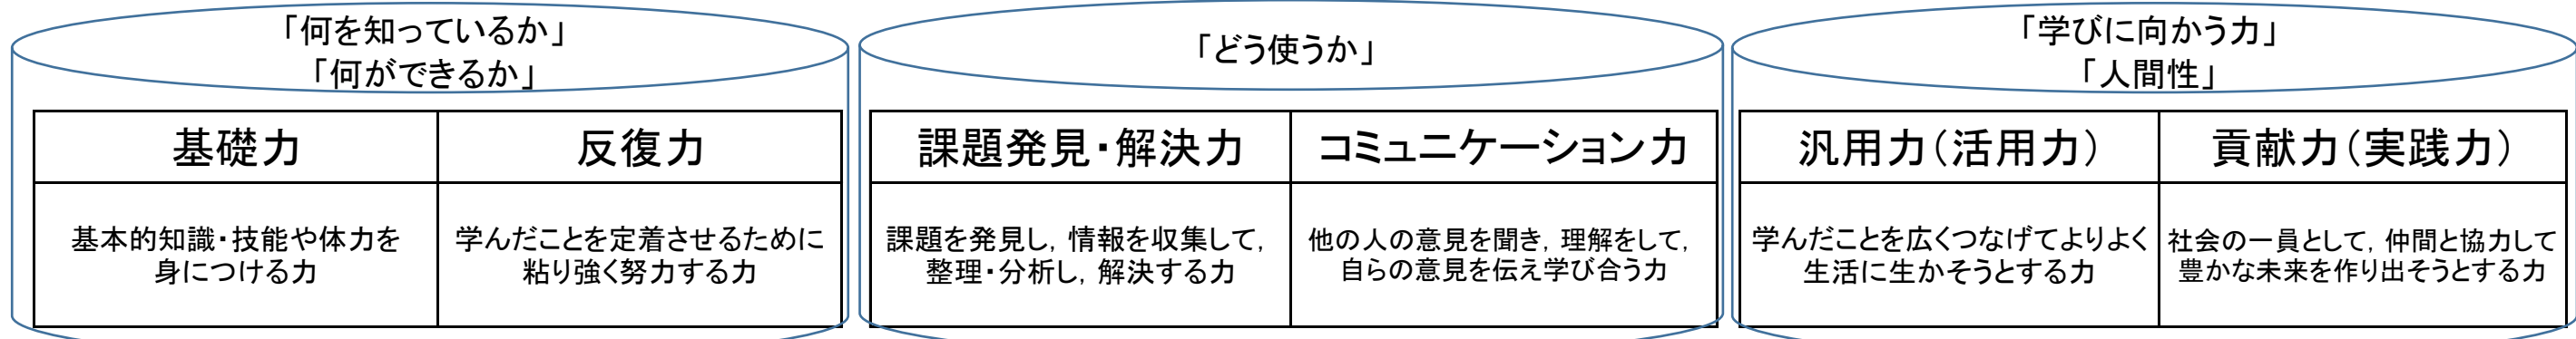 「何を知っているか」
「何ができるか」
基礎力
反復力
基本的知識・技能や体力を
身につける力
学んだことを定着させるために
粘り強く努力する力
「どう使うか」
課題発見・解決力
コミュニケーション力
課題を発見し，情報を収集して，
整理・分析し，解決する力
他の人の意見を聞き，理解をして，
自らの意見を伝え学び合う力
「学びに向かう力」
「人間性」
汎用力（活用力）
貢献力（実践力）
学んだことを広くつなげてよりよく
生活に生かそうとする力
社会の一員として，仲間と協力して
豊かな未来を作り出そうとする力